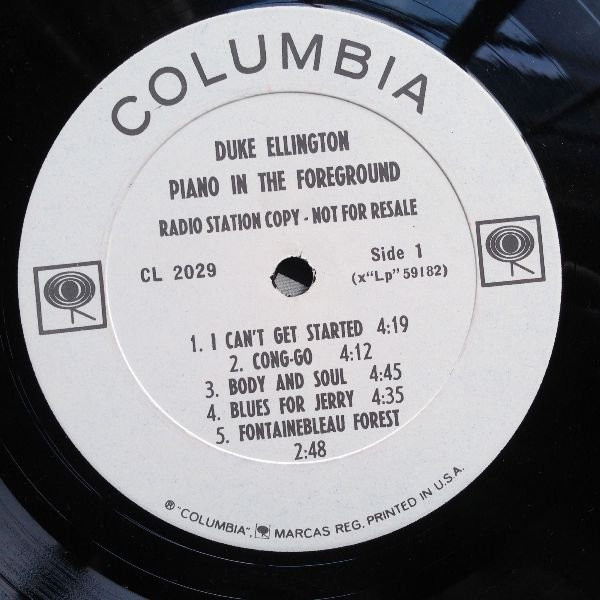 COLUMBIA
DUKE ELLINGTON
PIANO IN THE FOREGROUND
RADIO STATION COPY - NOT FOR RESALE
CL 2029
Side 1
(x"Lp" 59182)
1. I CAN'T GET STARTED 4:19
2. CONG-GO 4:12
3. BODY AND SOUL 4:45
4. BLUES FOR JERRY 4:35
5. FONTAINEBLEAU FOREST
2:48
® "COLUMBIA", MARCAS REG. PRINTED IN U.S.A.